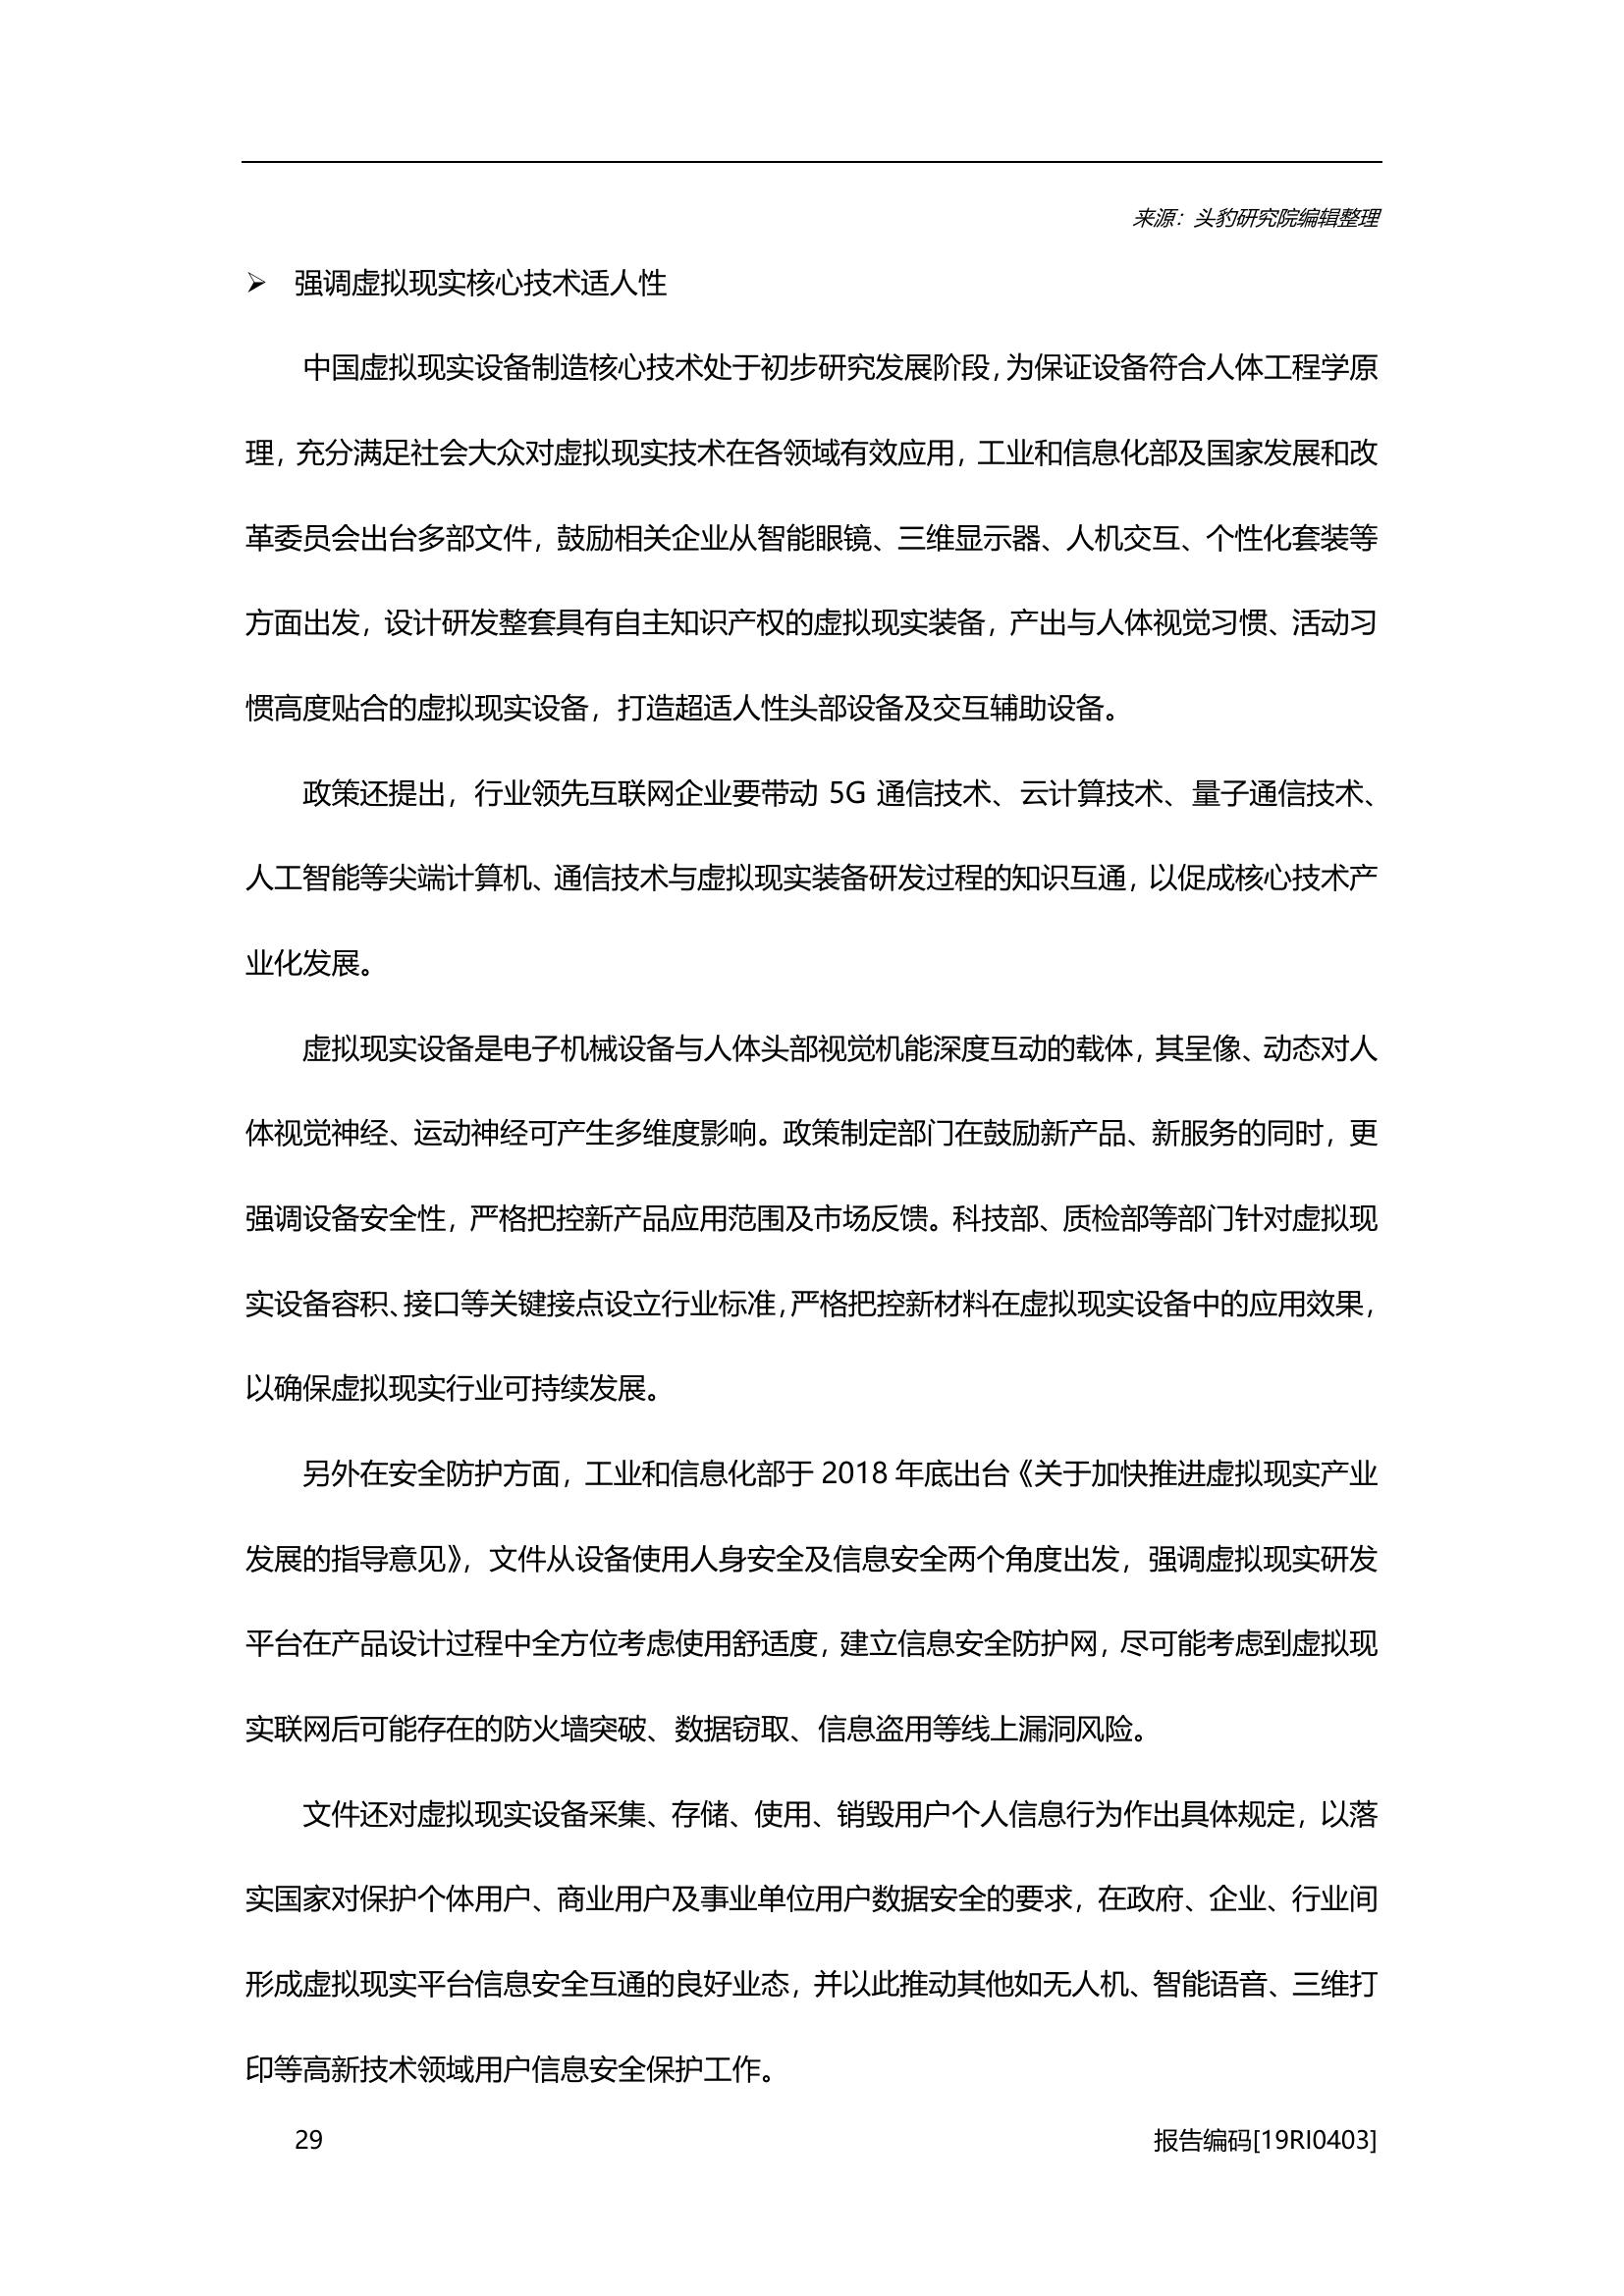 来源：头豹研究院编辑整理
➢ 强调虚拟现实核心技术适人性
中国虚拟现实设备制造核心技术处于初步研究发展阶段，为保证设备符合人体工程学原
理，充分满足社会大众对虚拟现实技术在各领域有效应用，工业和信息化部及国家发展和改
革委员会出台多部文件，鼓励相关企业从智能眼镜、三维显示器、人机交互、个性化套装等
方面出发，设计研发整套具有自主知识产权的虚拟现实装备，产出与人体视觉习惯、活动习
惯高度贴合的虚拟现实设备，打造超适人性头部设备及交互辅助设备。
政策还提出，行业领先互联网企业要带动 5G 通信技术、云计算技术、量子通信技术、
人工智能等尖端计算机、通信技术与虚拟现实装备研发过程的知识互通，以促成核心技术产
业化发展。
虚拟现实设备是电子机械设备与人体头部视觉机能深度互动的载体，其呈像、动态对人
体视觉神经、运动神经可产生多维度影响。政策制定部门在鼓励新产品、新服务的同时，更
强调设备安全性，严格把控新产品应用范围及市场反馈。科技部、质检部等部门针对虚拟现
实设备容积、接口等关键接点设立行业标准，严格把控新材料在虚拟现实设备中的应用效果，
以确保虚拟现实行业可持续发展。
另外在安全防护方面，工业和信息化部于 2018 年底出台《关于加快推进虚拟现实产业
发展的指导意见》，文件从设备使用人身安全及信息安全两个角度出发，强调虚拟现实研发
平台在产品设计过程中全方位考虑使用舒适度，建立信息安全防护网，尽可能考虑到虚拟现
实联网后可能存在的防火墙突破、数据窃取、信息盗用等线上漏洞风险。
文件还对虚拟现实设备采集、存储、使用、销毁用户个人信息行为作出具体规定，以落
实国家对保护个体用户、商业用户及事业单位用户数据安全的要求，在政府、企业、行业间
形成虚拟现实平台信息安全互通的良好业态，并以此推动其他如无人机、智能语音、三维打
印等高新技术领域用户信息安全保护工作。
29 报告编码[19RI0403]